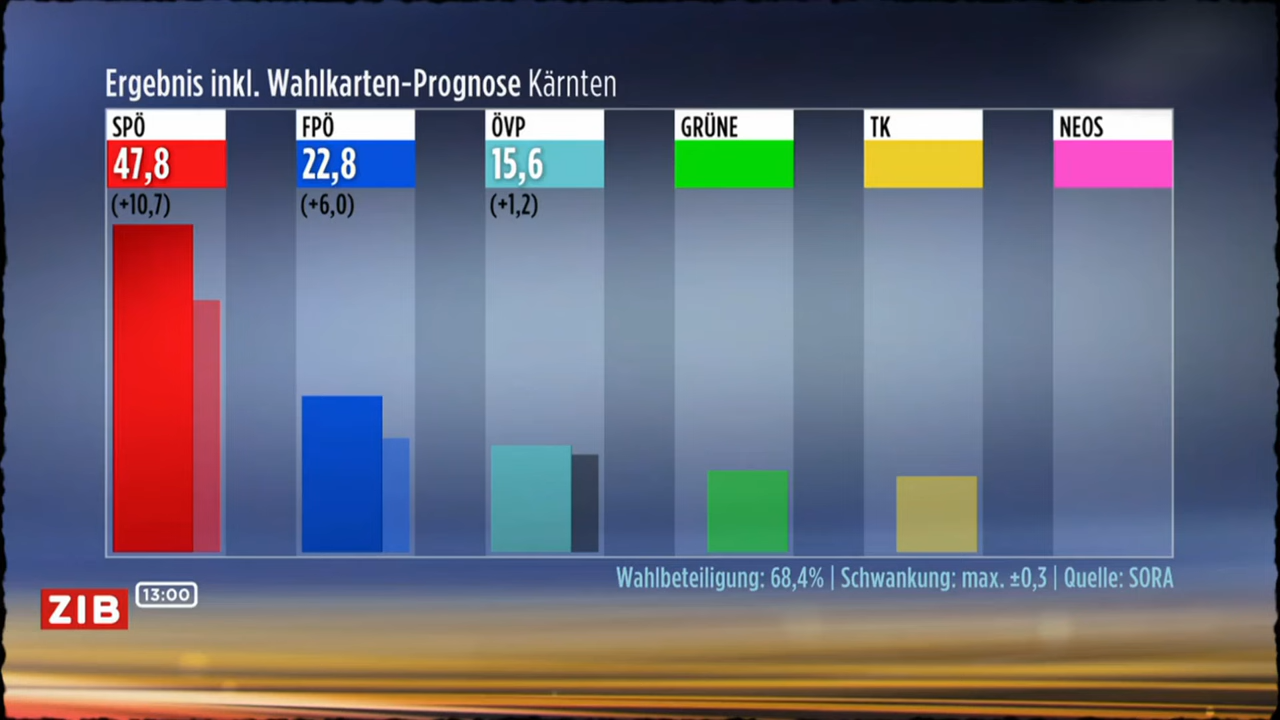 Ergebnis inkl. Wahlkarten-Prognose Kärnten
SPÖ FPÖ ÖVP GRÜNE TK NEOS
47,8 22,8 15,6
(+10,7) (+6,0) (+1,2)
Wahlbeteiligung: 68,4% | Schwankung: max. ±0,3 | Quelle: SORA
ZIB 13:00